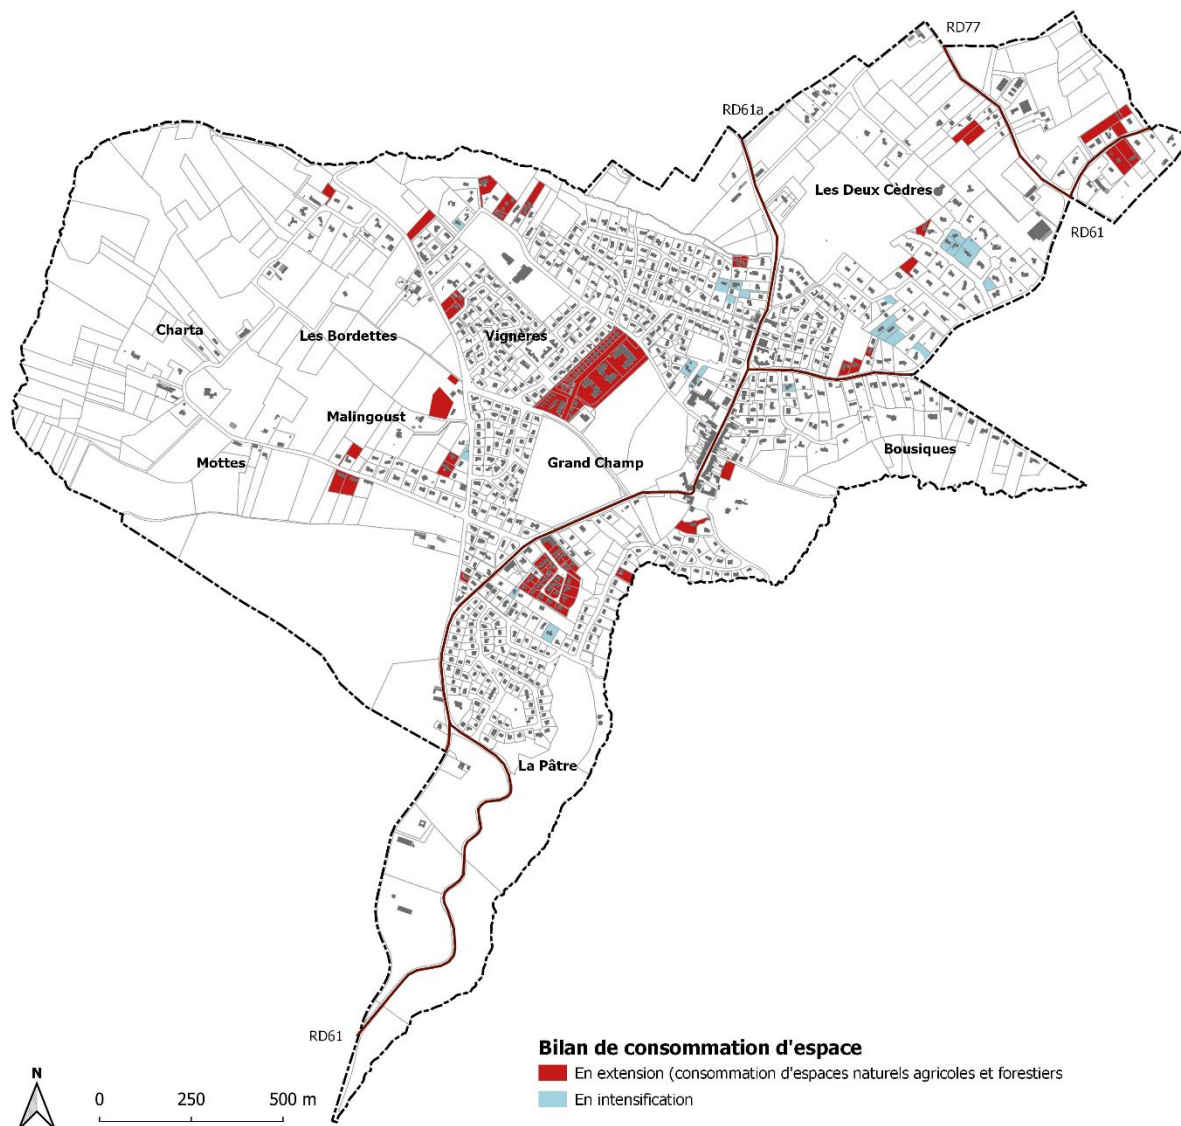 RD77
RD61a
Les Deux Cèdres
RD61
Charta
Les Bordettes
Vignères
Malingoust
Mottes
Grand Champ
Bousiques
La Pâtre
RD61
N
0 250 500 m
Bilan de consommation d'espace
En extension (consommation d'espaces naturels agricoles et forestiers
En intensification